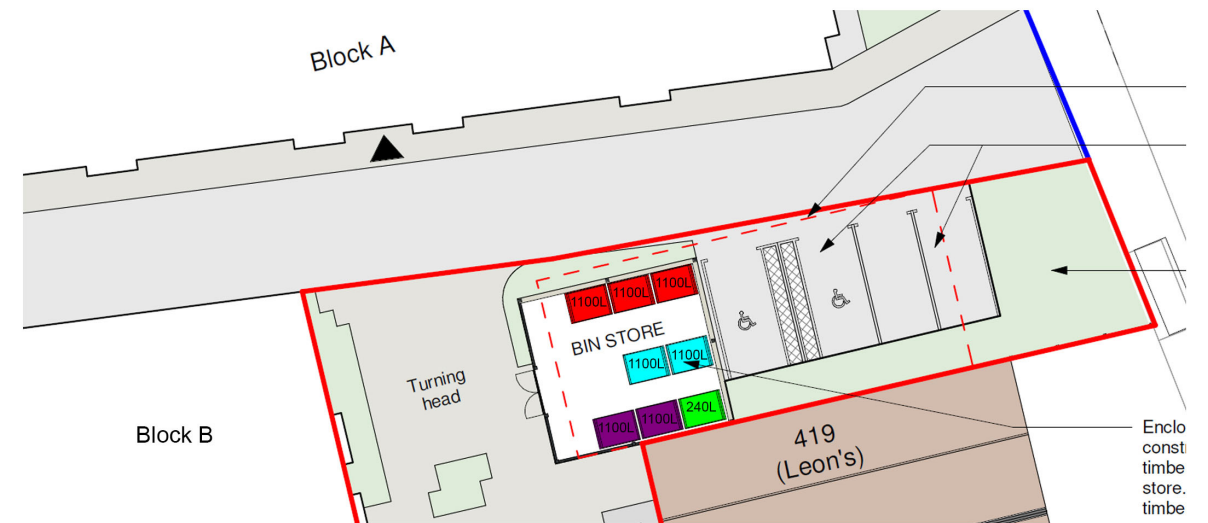 Block A
1100L
1100L
1100L
BIN STORE
1100L
1100L
Turning
head
240L
1100L
1100L
Block B
419
(Leon's)
Enclo
consti
timbe
store.
timbe